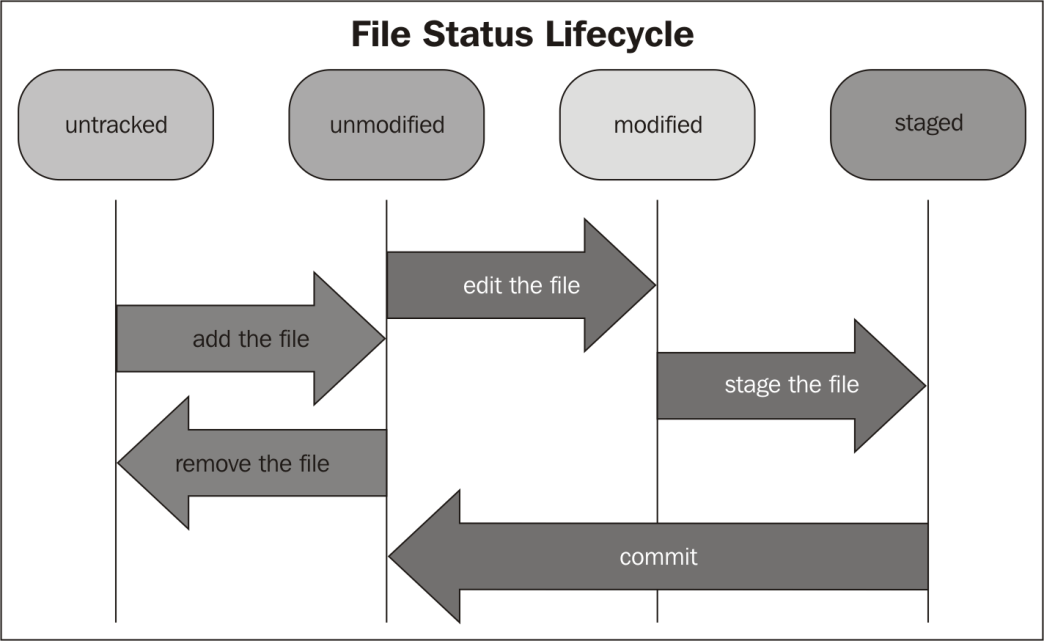 File Status Lifecycle
untracked
unmodified
modified
staged
edit the file
add the file
stage the file
remove the file
commit